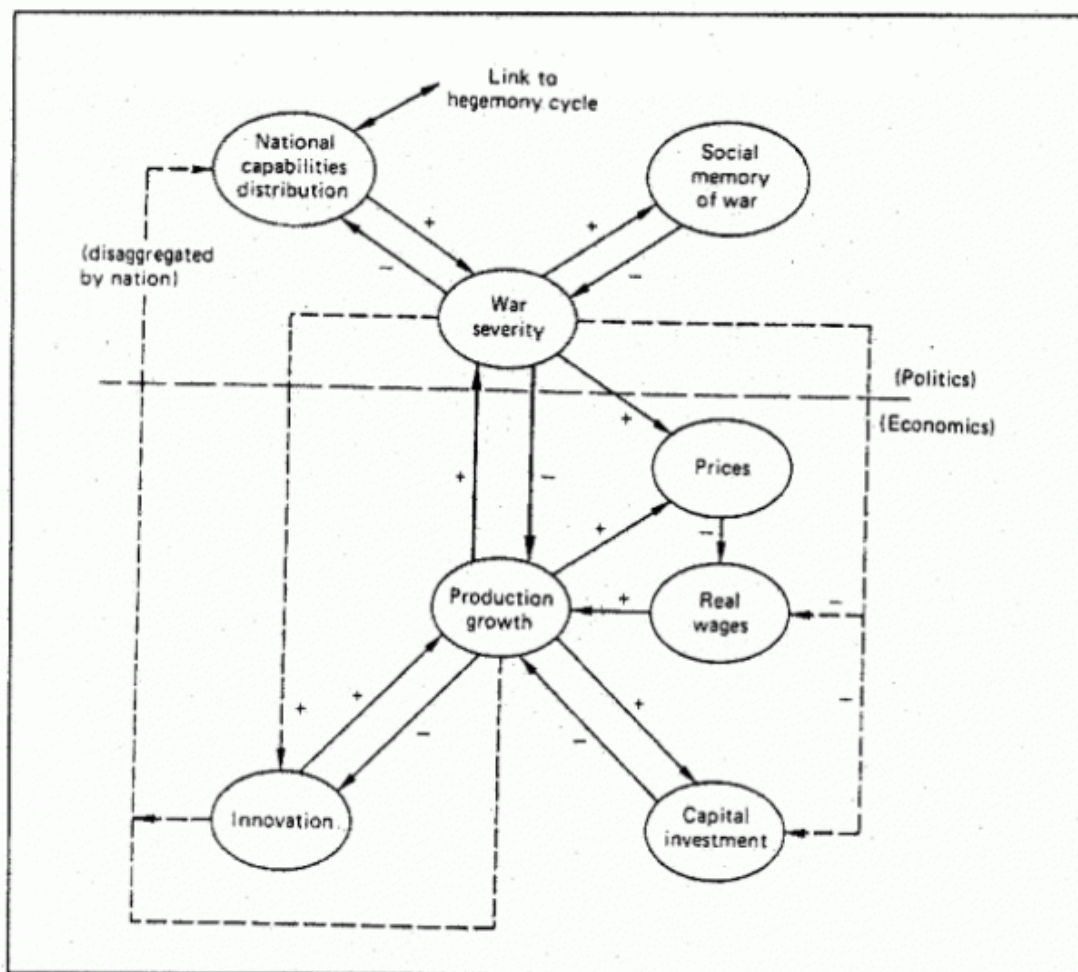 Link to
hegemony cycle
National
capabilities
distribution
Social
memory
of war
+
+
(disaggregated
by nation)
−
−
War
severity
(Politics)
+
(Economics)
Prices
+
−
+
−
Production
growth
+
Real
wages
−
+
+
+
−
−
−
Innovation
Capital
investment